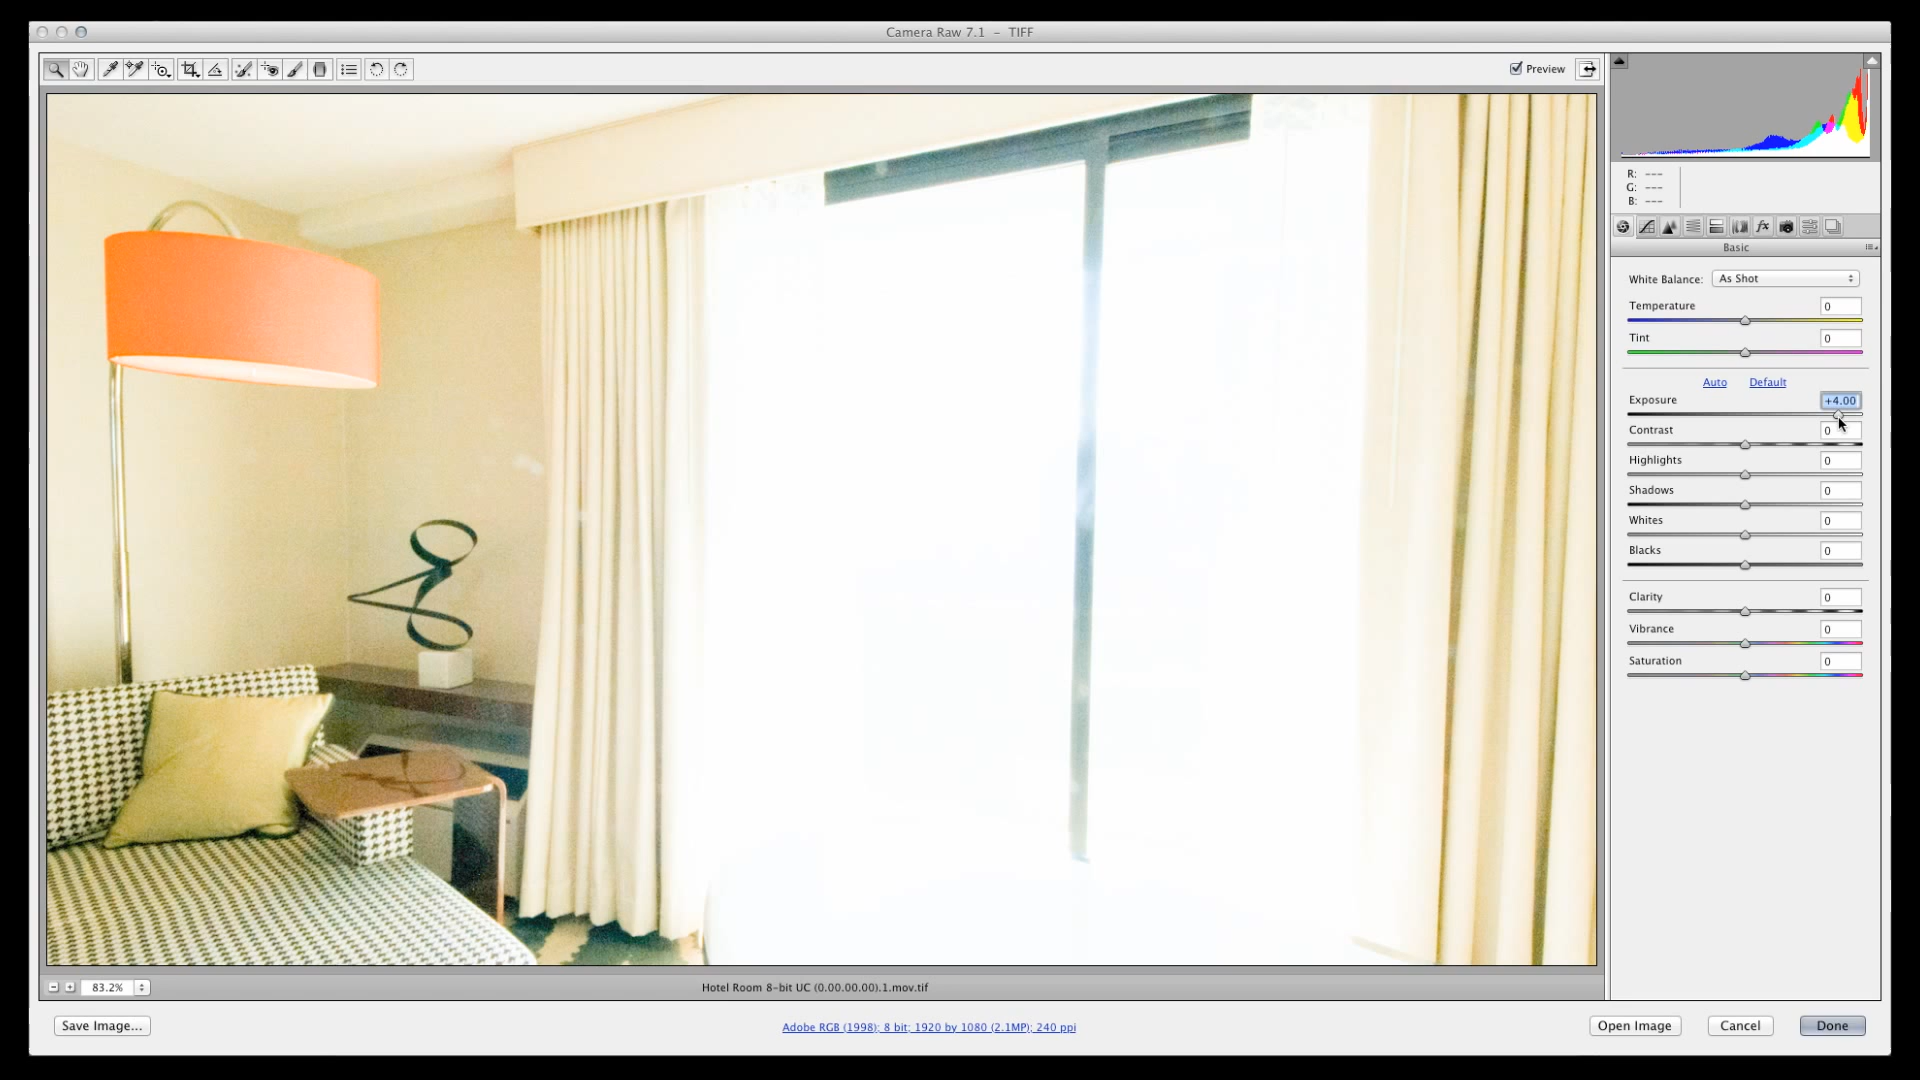 Camera Raw 7.1 – TIFF
Preview
R: ---
G: ---
B: ---
fx
Basic
White Balance: As Shot
Temperature 0
Tint 0
Auto Default
Exposure +4.00
Contrast 0
Highlights 0
Shadows 0
Whites 0
Blacks 0
Clarity 0
Vibrance 0
Saturation 0
83.2%
Hotel Room 8-bit UC (0.00.00.00).1.mov.tif
Save Image...
Adobe RGB (1998); 8 bit; 1920 by 1080 (2.1MP); 240 ppi
Open Image
Cancel
Done